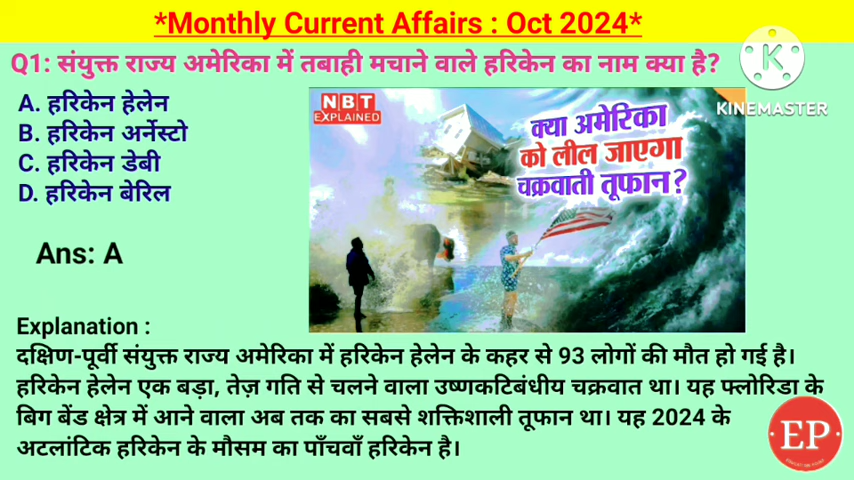 *Monthly Current Affairs : Oct 2024*
Q1: संयुक्त राज्य अमेरिका में तबाही मचाने वाले हरिकेन का नाम क्या है?
KINEMASTER
A. हरिकेन हेलेन
B. हरिकेन अर्नेस्टो
C. हरिकेन डेबी
D. हरिकेन बेरिल
NBT
EXPLAINED
क्या अमेरिका
को लील जाएगा
चक्रवाती तूफान?
Ans: A
Explanation :
दक्षिण-पूर्वी संयुक्त राज्य अमेरिका में हरिकेन हेलेन के कहर से 93 लोगों की मौत हो गई है।
हरिकेन हेलेन एक बड़ा, तेज़ गति से चलने वाला उष्णकटिबंधीय चक्रवात था। यह फ्लोरिडा के
बिग बेंड क्षेत्र में आने वाला अब तक का सबसे शक्तिशाली तूफान था। यह 2024 के
अटलांटिक हरिकेन के मौसम का पाँचवाँ हरिकेन है।
EP